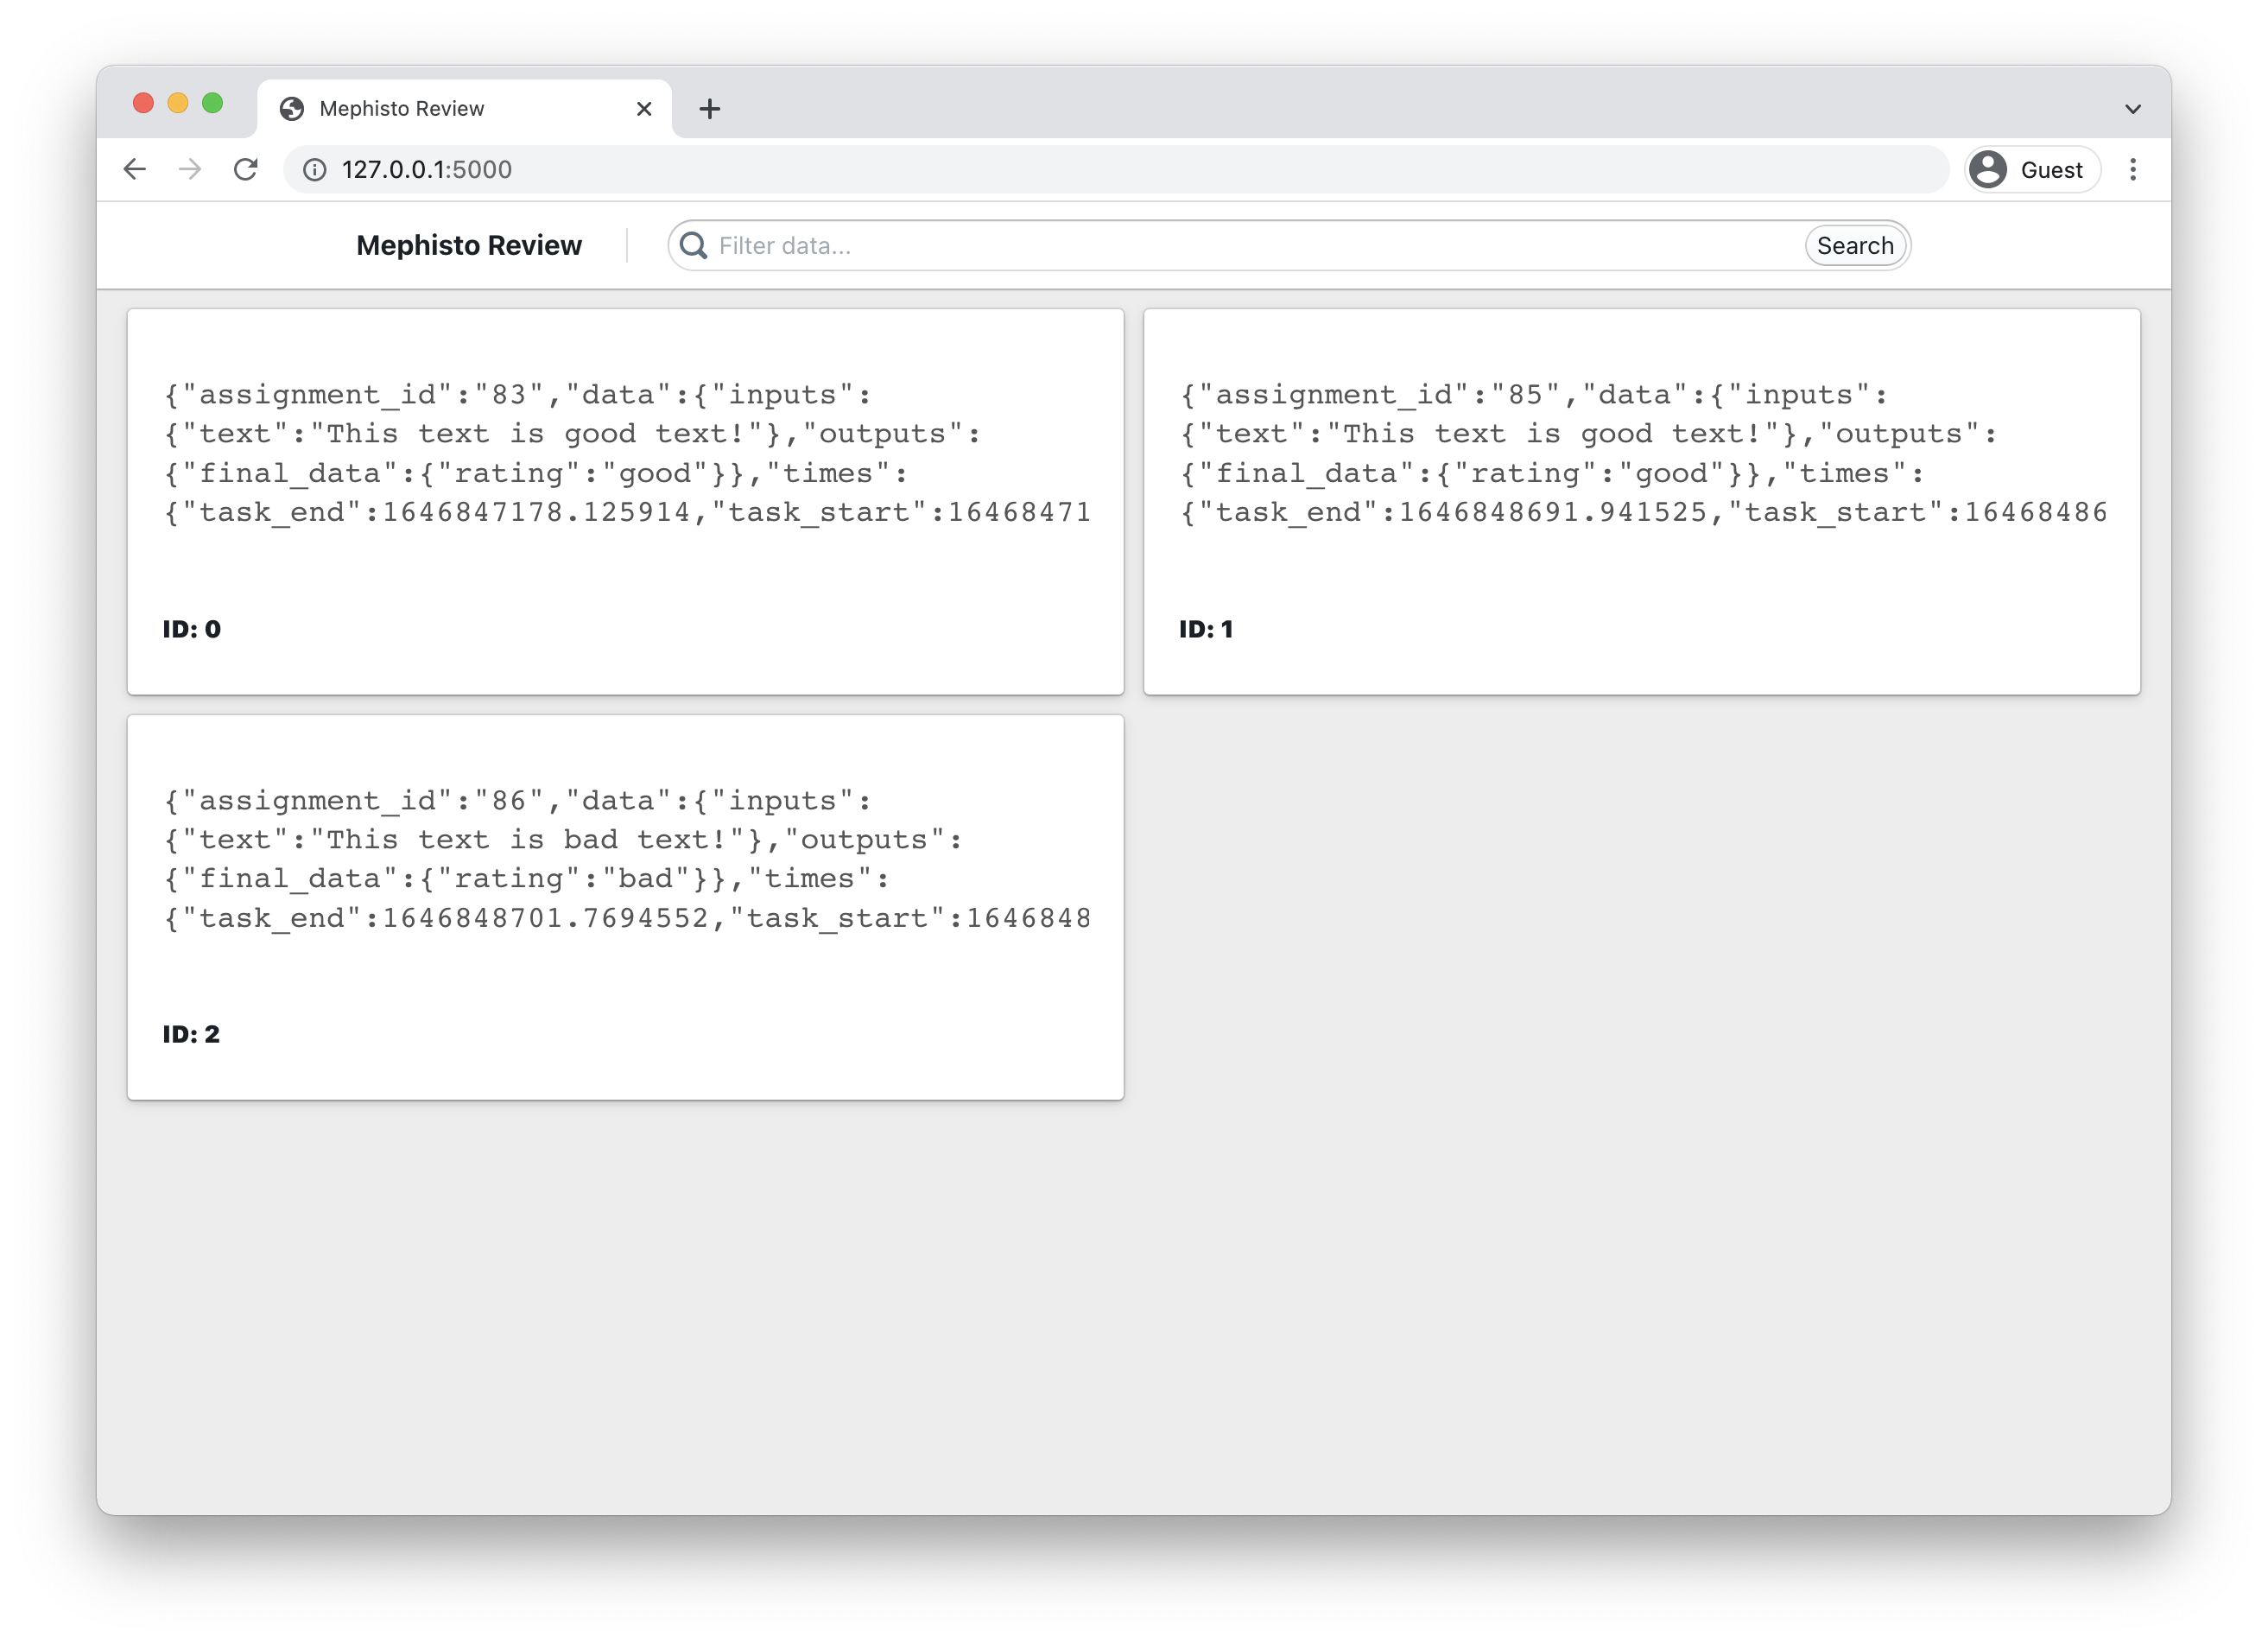 Mephisto Review
127.0.0.1:5000
Guest
Mephisto Review
Filter data...
Search
{"assignment_id":"83","data":{"inputs":
{"text":"This text is good text!"},"outputs":
{"final_data":{"rating":"good"}},"times":
{"task_end":1646847178.125914,"task_start":16468471
ID: 0
{"assignment_id":"85","data":{"inputs":
{"text":"This text is good text!"},"outputs":
{"final_data":{"rating":"good"}},"times":
{"task_end":1646848691.941525,"task_start":16468486
ID: 1
{"assignment_id":"86","data":{"inputs":
{"text":"This text is bad text!"},"outputs":
{"final_data":{"rating":"bad"}},"times":
{"task_end":1646848701.7694552,"task_start":1646848
ID: 2